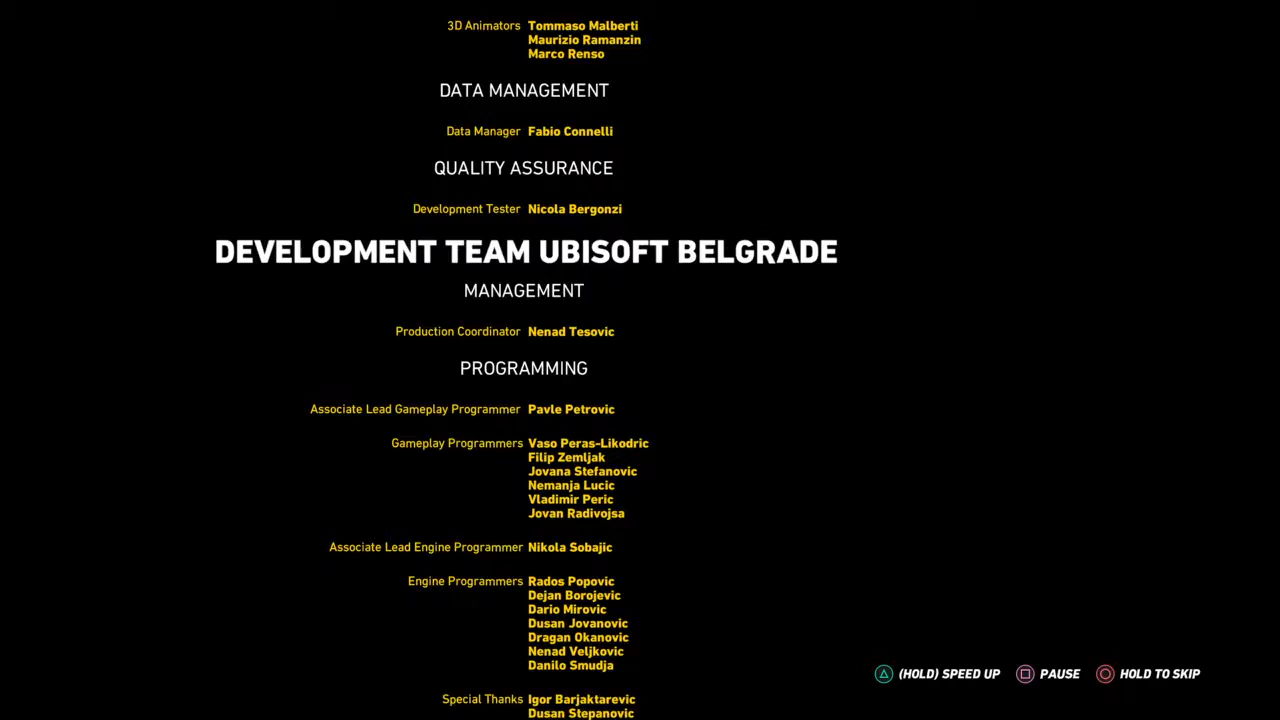 3D Animators Tommaso Malberti
Maurizio Ramanzin
Marco Renso
DATA MANAGEMENT
Data Manager Fabio Connelli
QUALITY ASSURANCE
Development Tester Nicola Bergonzi
DEVELOPMENT TEAM UBISOFT BELGRADE
MANAGEMENT
Production Coordinator Nenad Tesovic
PROGRAMMING
Associate Lead Gameplay Programmer Pavle Petrovic
Gameplay Programmers Vaso Peras-Likodric
Filip Zemljak
Jovana Stefanovic
Nemanja Lucic
Vladimir Peric
Jovan Radivojsa
Associate Lead Engine Programmer Nikola Sobajic
Engine Programmers Rados Popovic
Dejan Borojevic
Dario Mirovic
Dusan Jovanovic
Dragan Okanovic
Nenad Veljkovic
Danilo Smudja
(HOLD) SPEED UP PAUSE HOLD TO SKIP
Special Thanks Igor Barjaktarevic
Dusan Stepanovic